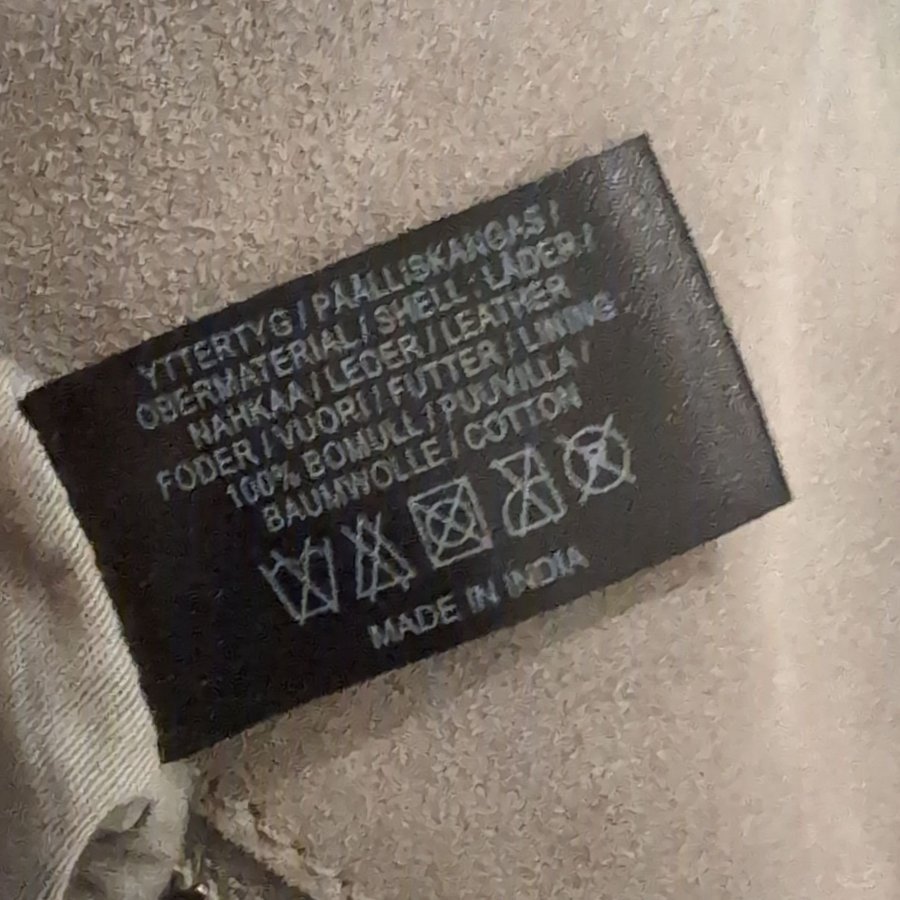 YTTERTYG / PÄÄLLISKANGAS /
OBERMATERIAL / SHELL : LÄDER /
NAHKAA / LEDER / LEATHER
FODER / VUORI / FUTTER / LINING
100% BOMULL / PUUVILLA /
BAUMWOLLE / COTTON
MADE IN INDIA